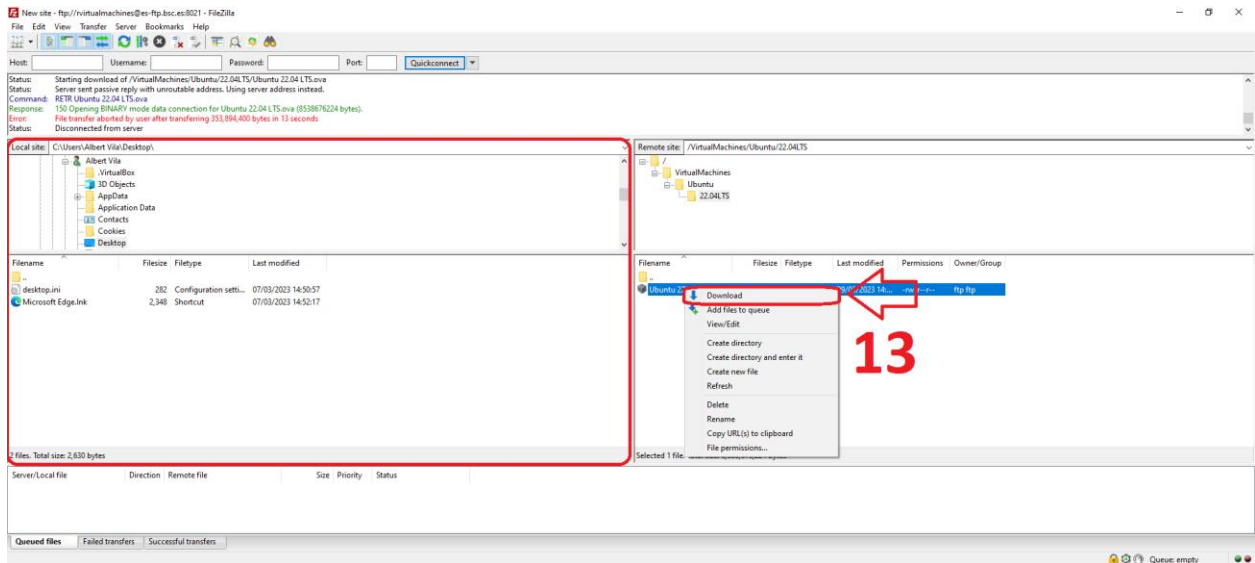 New site - ftp://rvirtualmachines@es-ftp.bsc.es:8021 - FileZilla
File Edit View Transfer Server Bookmarks Help
Host: Username: Password: Port: Quickconnect
Status: Starting download of /VirtualMachines/Ubuntu/22.04LTS/Ubuntu 22.04 LTS.ova
Status: Server sent passive reply with unroutable address. Using server address instead.
Command: RETR Ubuntu 22.04 LTS.ova
Response: 150 Opening BINARY mode data connection for Ubuntu 22.04 LTS.ova (8538676224 bytes).
Error: File transfer aborted by user after transferring 353,894,400 bytes in 13 seconds
Status: Disconnected from server
Local site: C:\Users\Albert Vila\Desktop\
Albert Vila
.VirtualBox
3D Objects
AppData
Application Data
Contacts
Cookies
Desktop
Filename Filesize Filetype Last modified
..
desktop.ini 282 Configuration setti... 07/03/2023 14:50:57
Microsoft Edge.lnk 2,348 Shortcut 07/03/2023 14:52:17
2 files. Total size: 2,630 bytes
Remote site: /VirtualMachines/Ubuntu/22.04LTS
/
VirtualMachines
Ubuntu
22.04LTS
Filename Filesize Filetype Last modified Permissions Owner/Group
..
Ubuntu ftp ftp
Download
Add files to queue
View/Edit
Create directory
Create directory and enter it
Create new file
Refresh
Delete
Rename
Copy URL(s) to clipboard
File permissions...
13
Selected 1 file.
Server/Local file Direction Remote file Size Priority Status
Queued files Failed transfers Successful transfers
Queue: empty